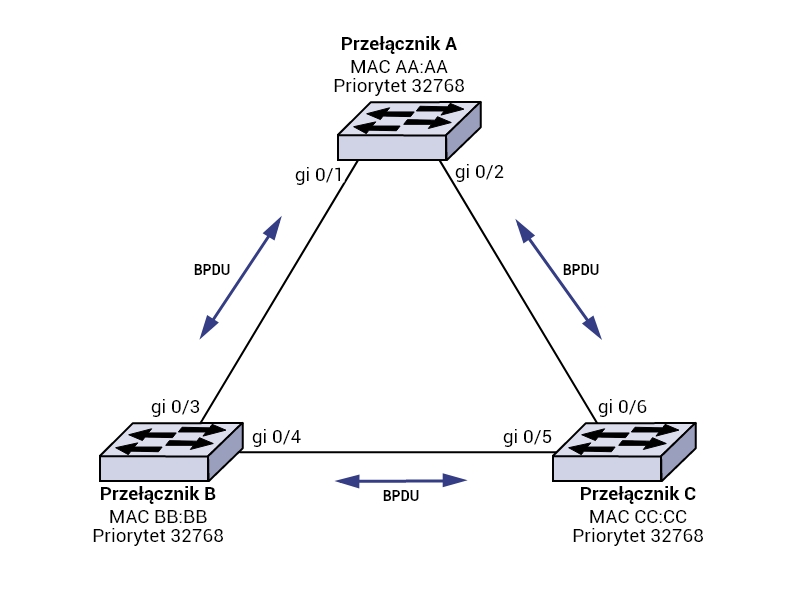 Przełącznik A
MAC AA:AA
Priorytet 32768
gi 0/1
gi 0/2
BPDU
BPDU
gi 0/3
gi 0/6
gi 0/4
gi 0/5
BPDU
Przełącznik B
MAC BB:BB
Priorytet 32768
Przełącznik C
MAC CC:CC
Priorytet 32768